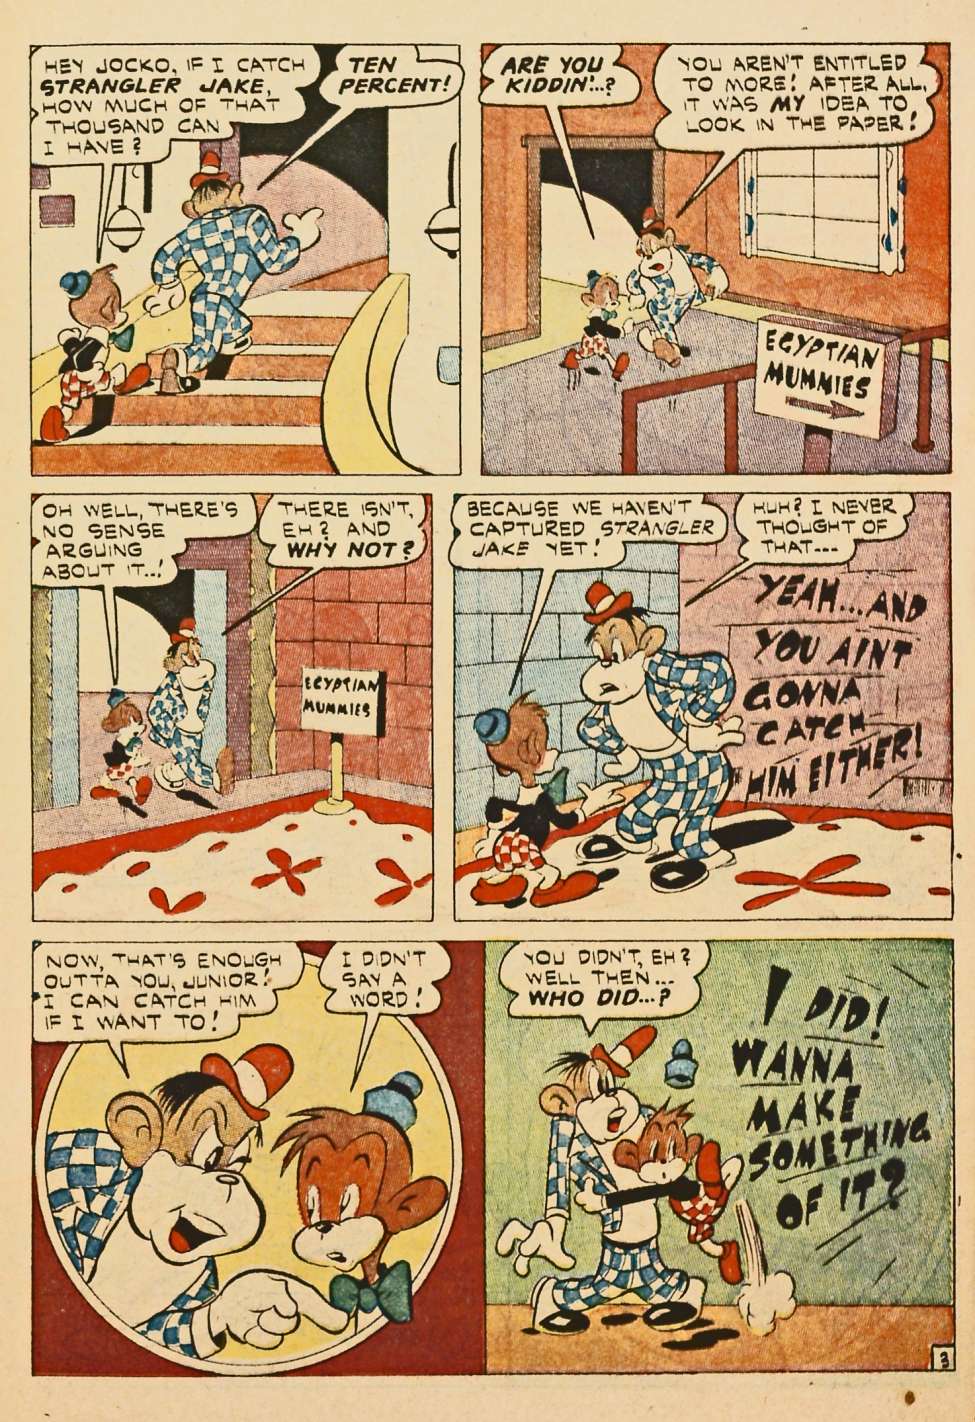 HEY JOCKO, IF I CATCH
STRANGLER JAKE,
HOW MUCH OF THAT
THOUSAND CAN
I HAVE?
TEN
PERCENT!
ARE YOU
KIDDIN'..?
YOU AREN'T ENTITLED
TO MORE! AFTER ALL,
IT WAS MY IDEA TO
LOOK IN THE PAPER!
EGYPTIAN
MUMMIES
OH WELL, THERE'S
NO SENSE
ARGUING
ABOUT IT..!
THERE ISN'T,
EH? AND
WHY NOT?
EGYPTIAN
MUMMIES
BECAUSE WE HAVEN'T
CAPTURED STRANGLER
JAKE YET!
HUH? I NEVER
THOUGHT OF
THAT---
YEAH...AND
YOU AINT
GONNA
CATCH
HIM EITHER!
NOW, THAT'S ENOUGH
OUTTA YOU, JUNIOR!
I CAN CATCH HIM
IF I WANT TO!
I DIDN'T
SAY A
WORD!
YOU DIDN'T, EH?
WELL THEN...
WHO DID...?
I DID!
WANNA
MAKE
SOMETHING
OF IT?
3